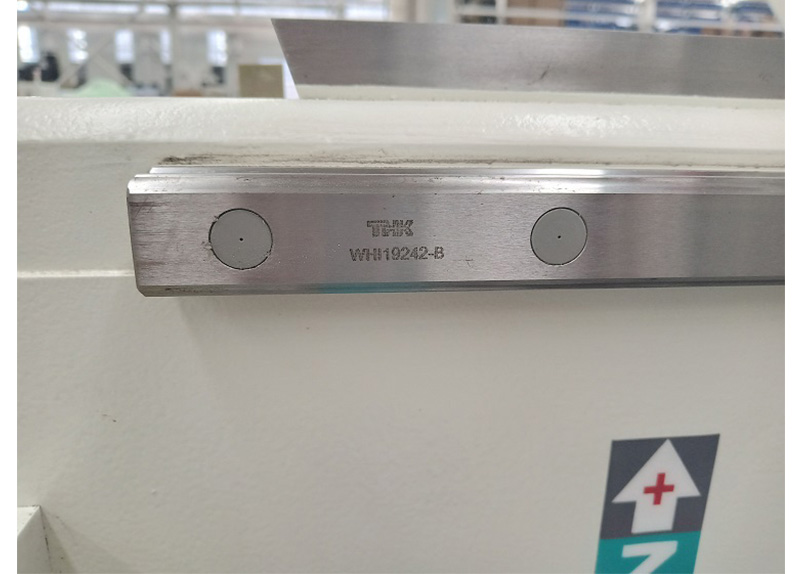 THK
WHI19242-B
+
Z